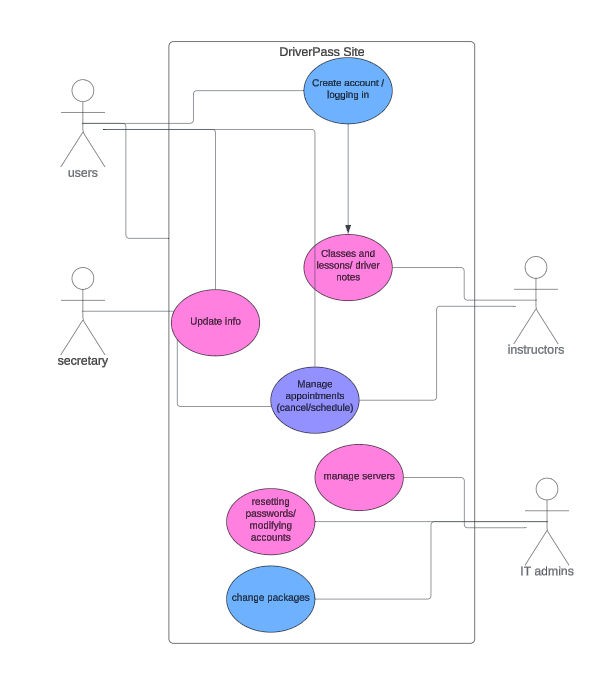 DriverPass Site
Create account /
logging in
users
Classes and
lessons/ driver
notes
Update info
secretary
instructors
Manage
appointments
(cancel/schedule)
manage servers
resetting
passwords/
modifying
accounts
IT admins
change packages